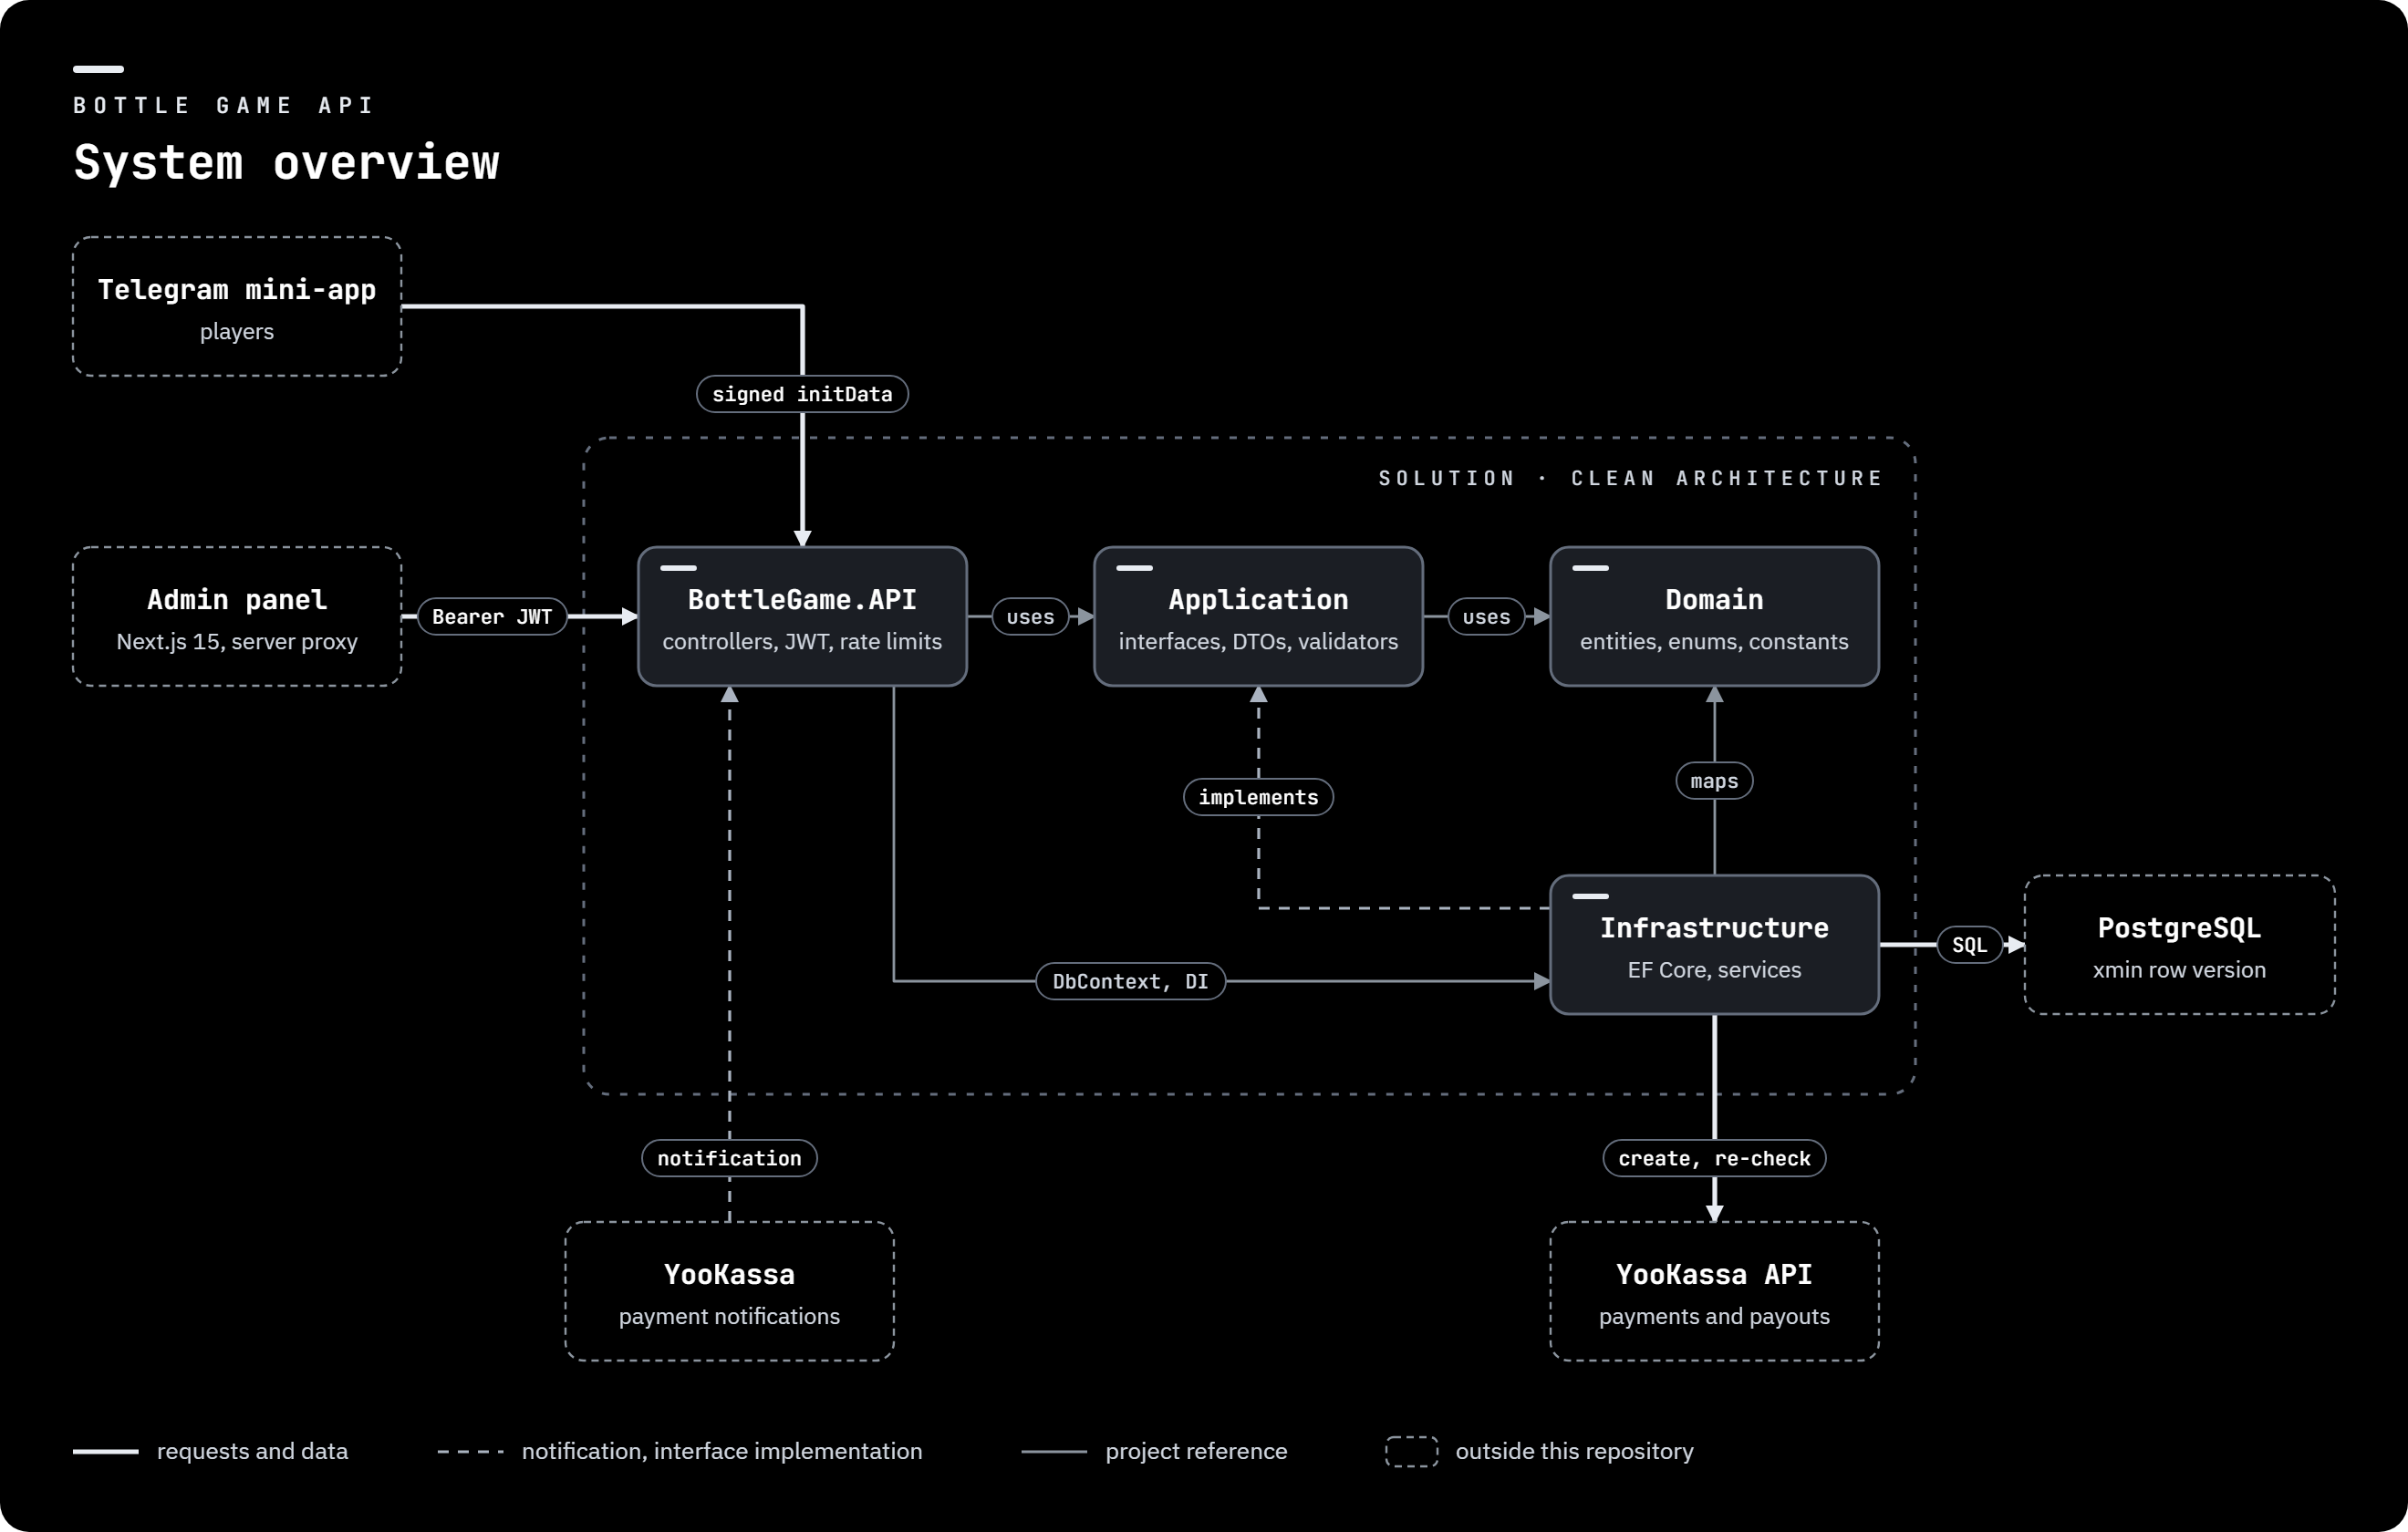 BOTTLE GAME API
System overview
Telegram mini-app
players
signed initData
SOLUTION · CLEAN ARCHITECTURE
Admin panel
Next.js 15, server proxy
Bearer JWT
BottleGame.API
controllers, JWT, rate limits
uses
Application
interfaces, DTOs, validators
uses
Domain
entities, enums, constants
implements
maps
Infrastructure
EF Core, services
DbContext, DI
SQL
PostgreSQL
xmin row version
notification
create, re-check
YooKassa
payment notifications
YooKassa API
payments and payouts
requests and data
notification, interface implementation
project reference
outside this repository